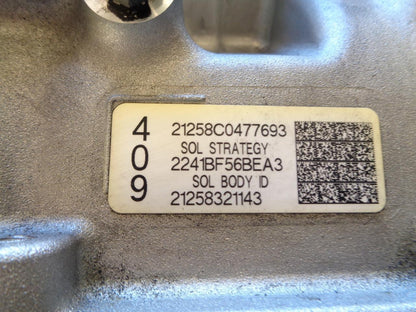 409
21258C0477693
SOL STRATEGY
2241BF56BEA3
SOL BODY ID
21258321143